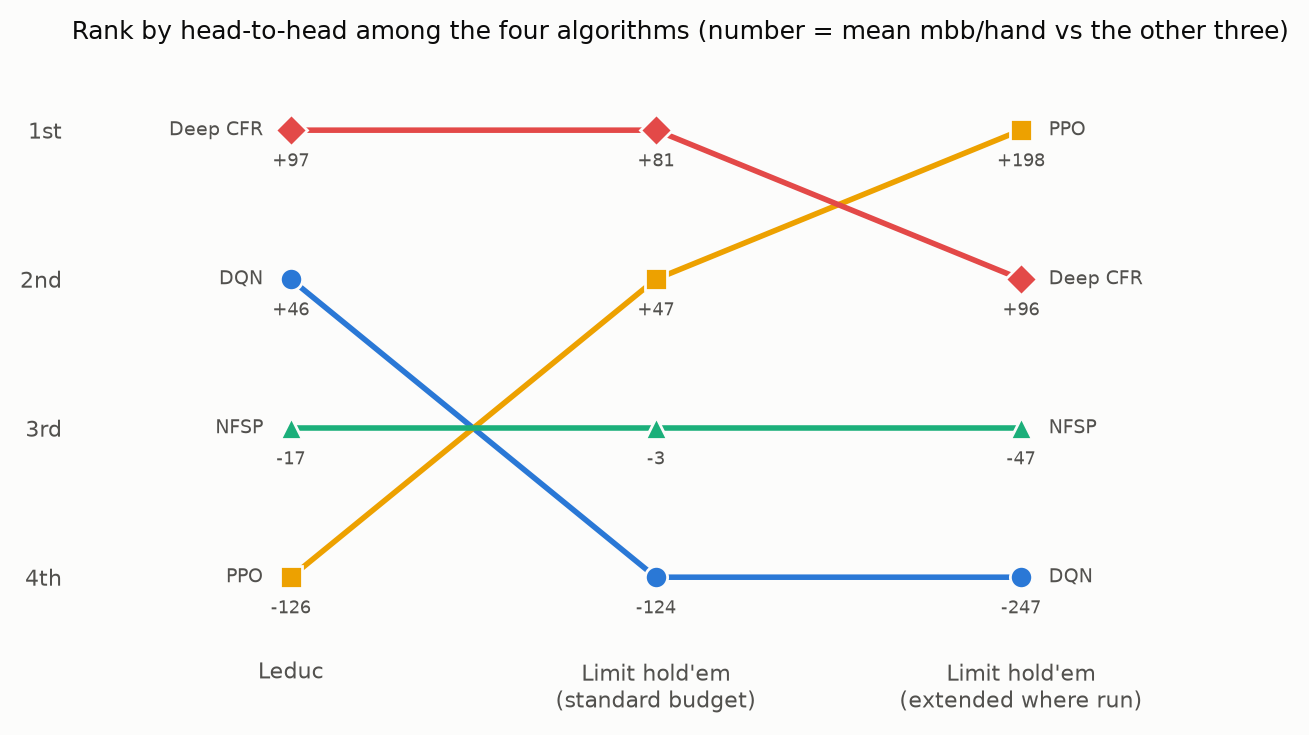 Rank by head-to-head among the four algorithms (number = mean mbb/hand vs the other three)
1st
Deep CFR
+97
+81
PPO
+198
2nd
DQN
+46
+47
Deep CFR
+96
3rd
NFSP
-17
-3
NFSP
-47
4th
PPO
-126
-124
DQN
-247
Leduc
Limit hold'em
(standard budget)
Limit hold'em
(extended where run)